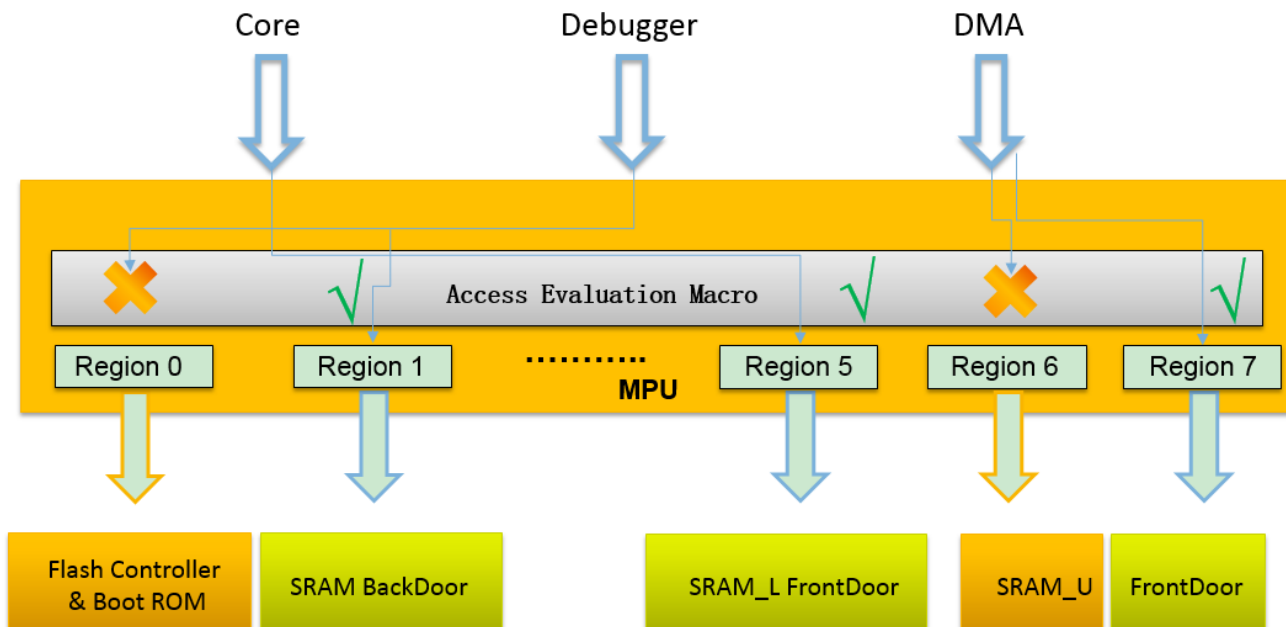 Core
Debugger
DMA
Access Evaluation Macro
Region 0
Region 1
...........
Region 5
Region 6
Region 7
MPU
Flash Controller
& Boot ROM
SRAM BackDoor
SRAM_L FrontDoor
SRAM_U
FrontDoor